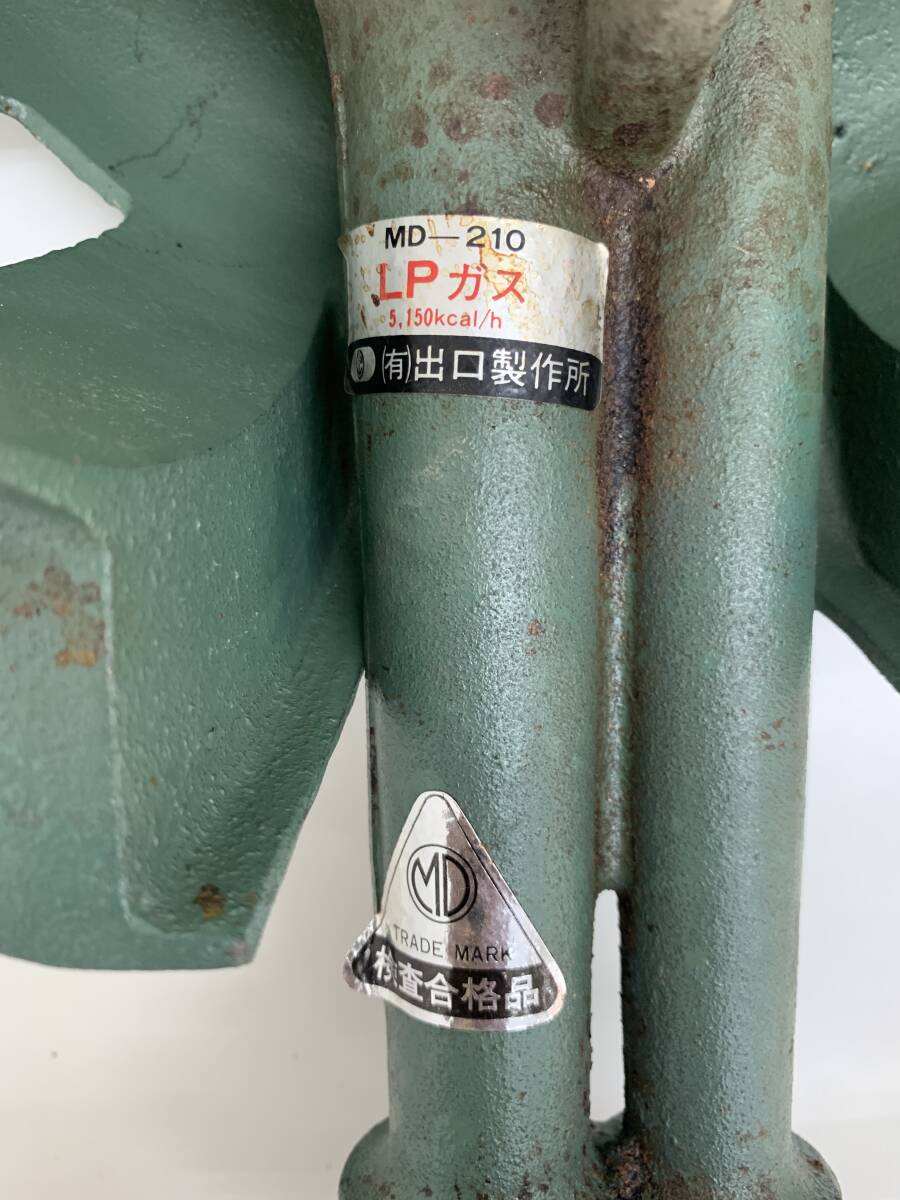 MD-210
LPガス
5,150kcal/h
㈲出口製作所
MD
TRADE MARK
検査合格品